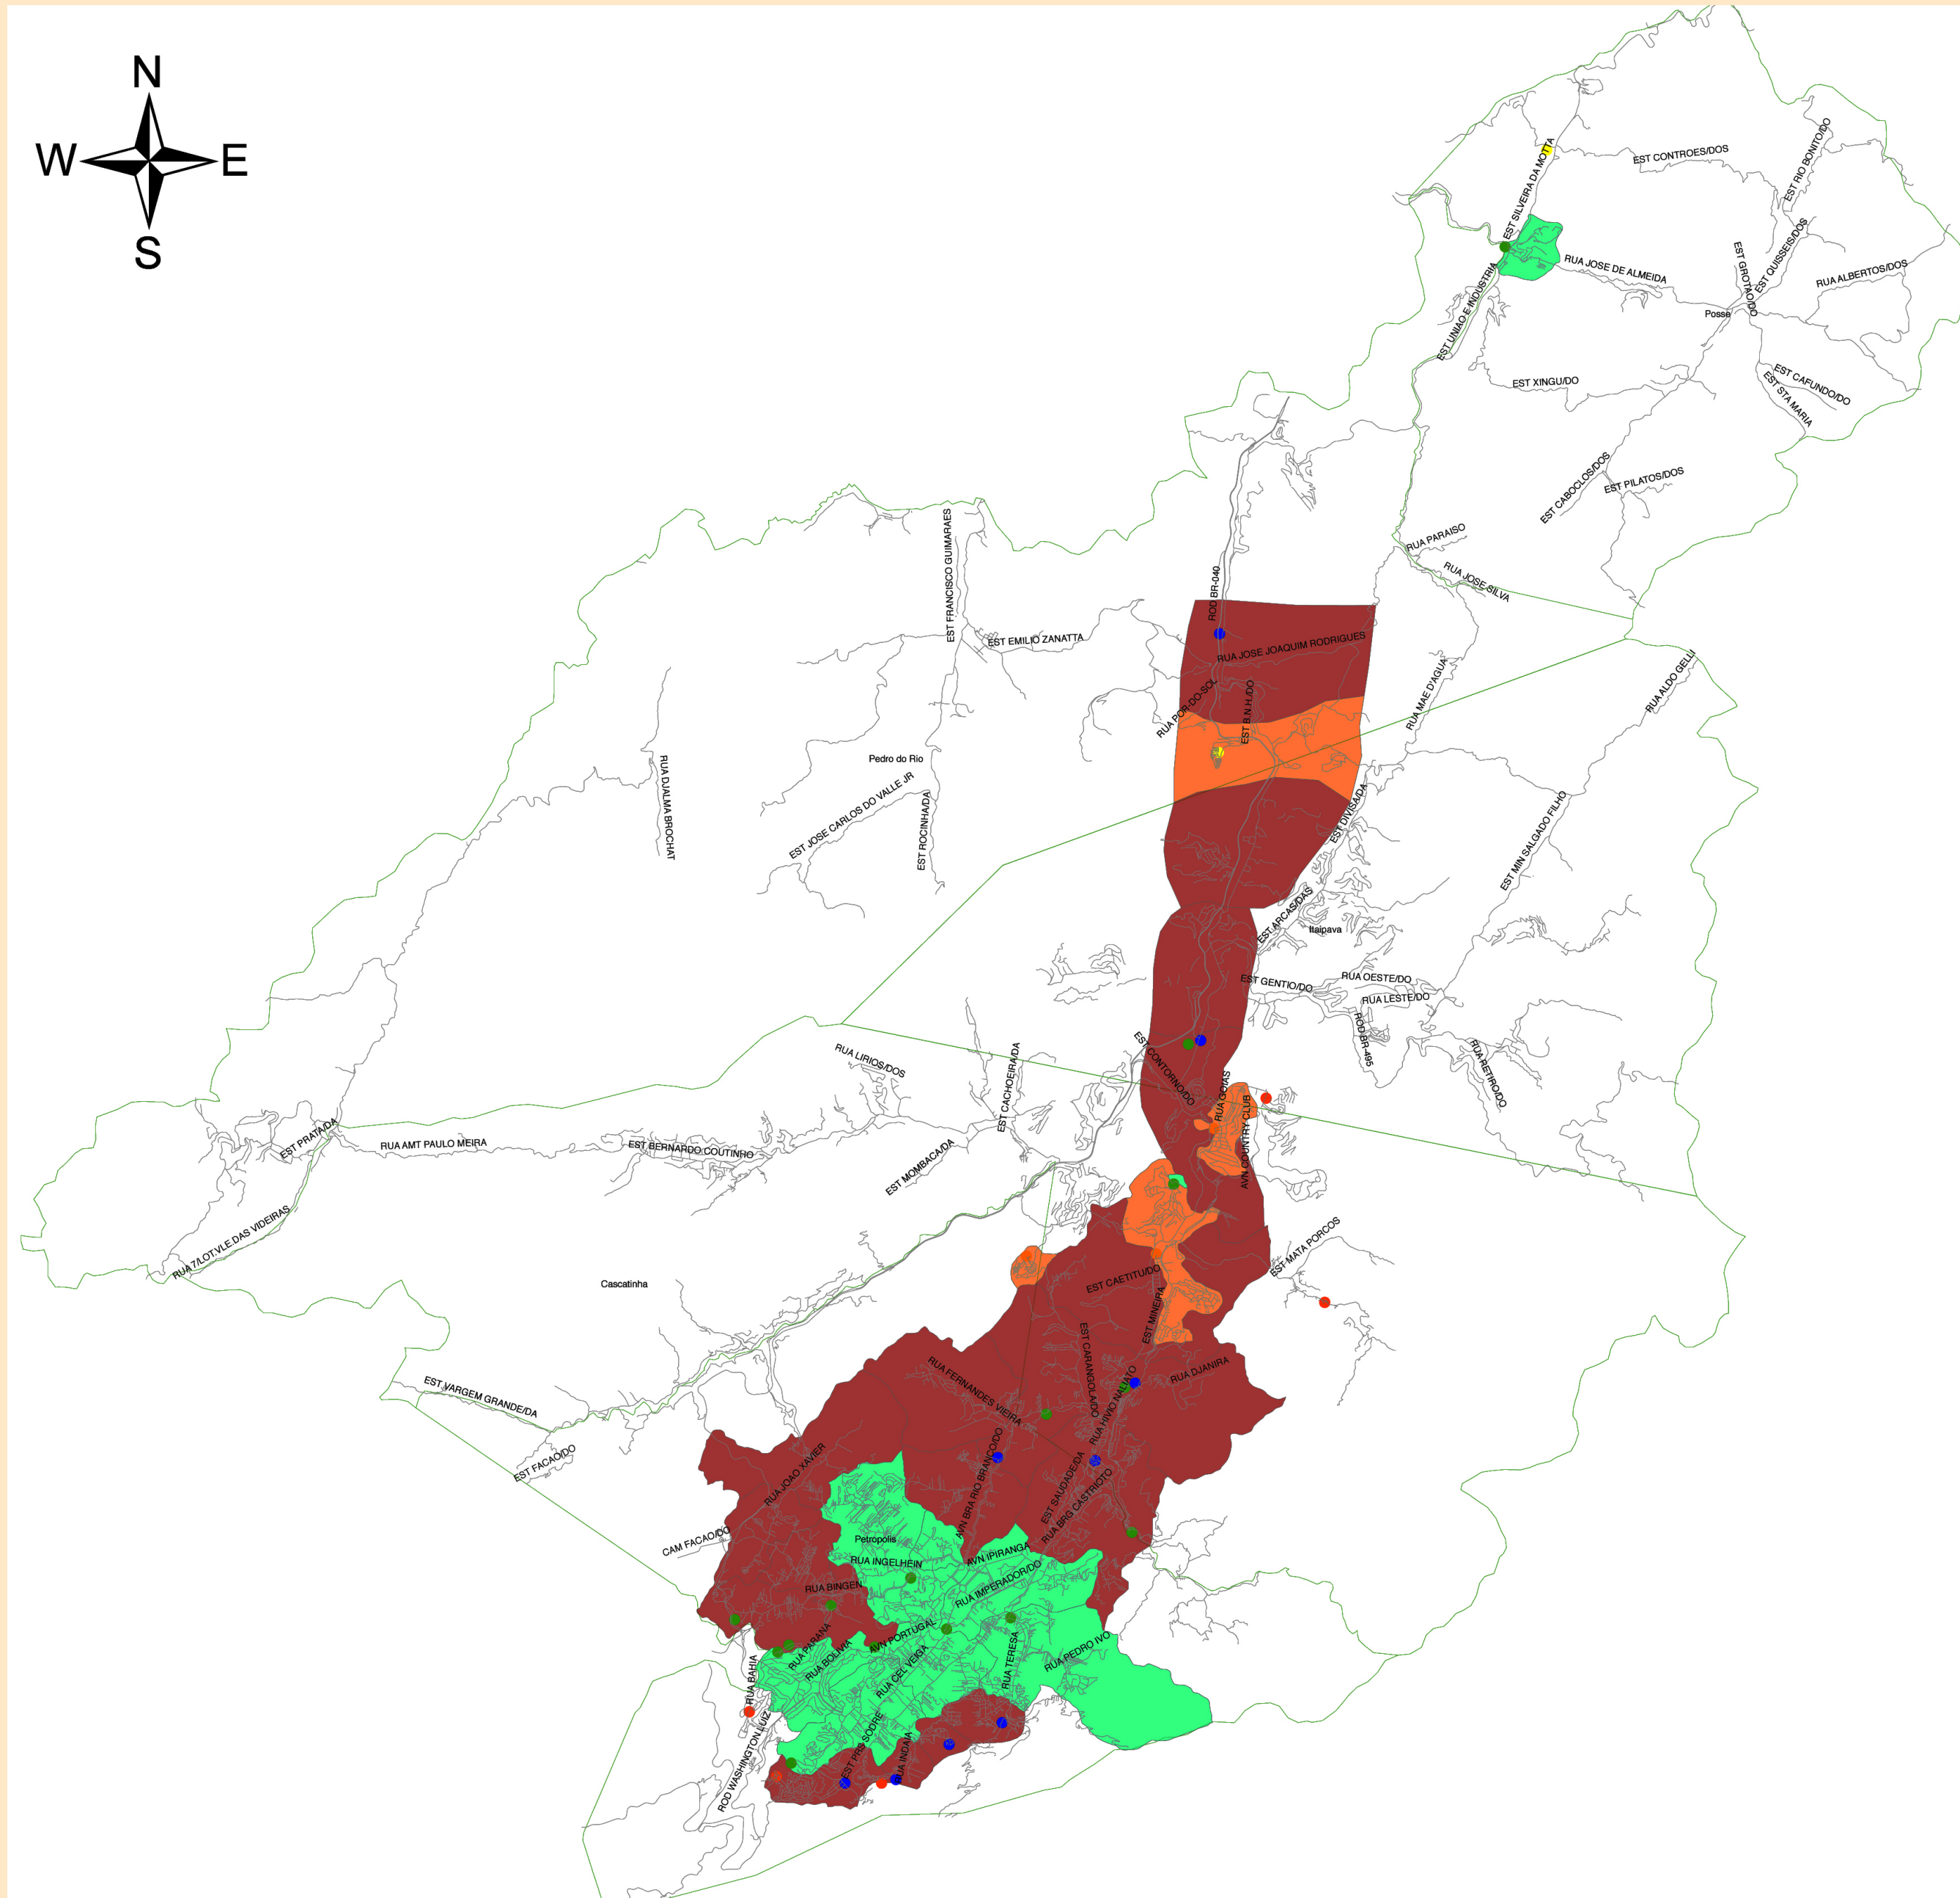 N
W E
S
EST SILVEIRA DA MOTTA
EST CONTROES/DOS
EST RIO BONITO/DO
EST QUISSEIS/DOS
EST GROTAO/DO
RUA ALBERTOS/DOS
RUA JOSE DE ALMEIDA
EST UNIAO E INDUSTRIA
Posse
EST XINGU/DO
EST CAFUNDO/DO
EST STA MARIA
EST CABOCLOS/DOS
EST PILATOS/DOS
RUA PARAISO
RUA JOSE SILVA
EST FRANCISCO GUIMARAES
ROD BR-040
EST EMILIO ZANATTA
RUA JOSE JOAQUIM RODRIGUES
RUA POR-DO-SOL
EST B.N.H./DO
RUA MAE D'AGUA
RUA ALDO GELLI
Pedro do Rio
RUA DJALMA BROCHAT
EST JOSE CARLOS DO VALLE JR
EST ROCINHA/DA
EST DIVISA/DA
EST MIN SALGADO FILHO
EST ARCAS/DAS
Itaipava
EST GENTIO/DO
RUA OESTE/DO
RUA LESTE/DO
ROD BR-495
RUA RETIRO/DO
EST CONTORNO/DO
RUA LIRIOS/DOS
EST CACHOEIRA/DA
RUA GOIAS
AVN COUNTRY CLUB
EST PRATA/DA
RUA AMT PAULO MEIRA
EST BERNARDO COUTINHO
EST MOMBACA/DA
RUA 7/LOT.VLE.DAS VIDEIRAS
EST MATA PORCOS
Cascatinha
EST CAETITU/DO
EST MINEIRA
EST CARANGOLA/DO
RUA FERNANDES VIEIRA
RUA DJANIRA
RUA HIVIO NALIATO
EST VARGEM GRANDE/DA
EST FACAO/DO
RUA JOAO XAVIER
AVN BRA RIO BRANCO/DO
EST SAUDADE/DA
RUA BRG CASTRIOTO
CAM FACAO/DO
Petropolis
RUA INGELHEIN
AVN IPIRANGA
RUA BINGEN
RUA IMPERADOR/DO
RUA PARANA
RUA BOLIVIA
AVN PORTUGAL
RUA CEL VEIGA
RUA TERESA
RUA PEDRO IVO
RUA BAHIA
ROD WASHINGTON LUIZ
EST PRS SODRE
RUA INDAIA